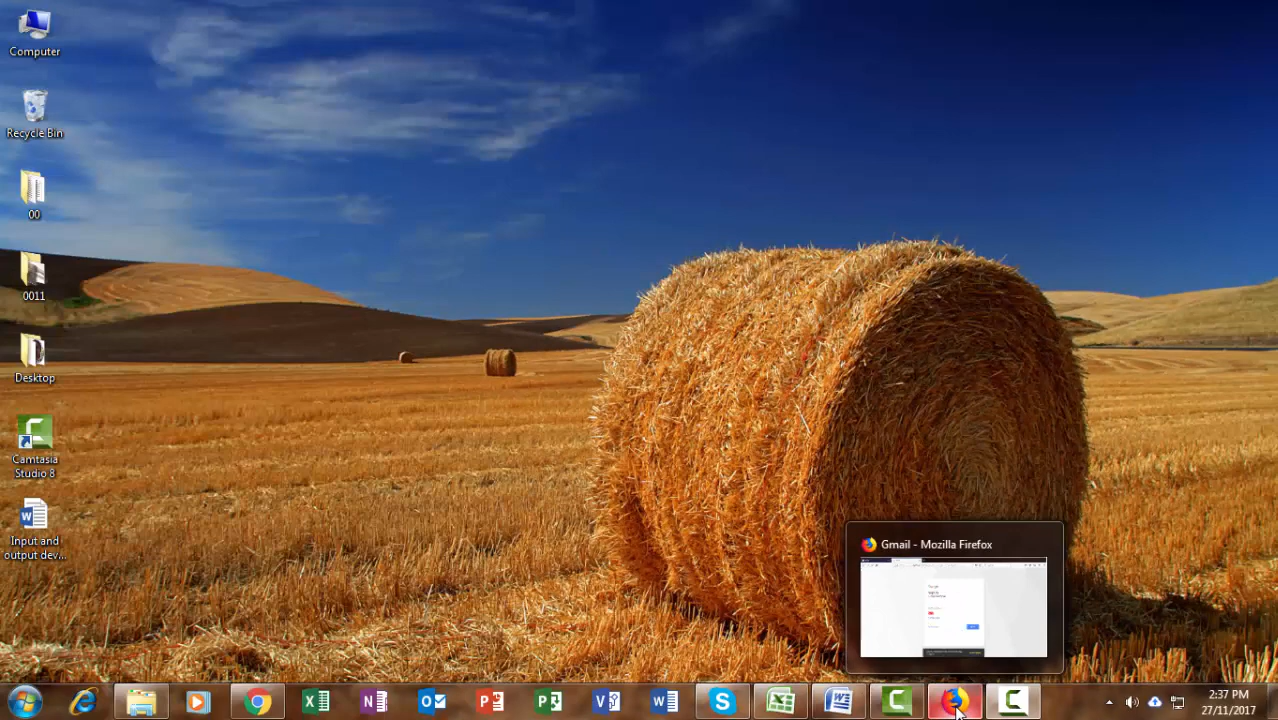 Computer
Recycle Bin
00
0011
Desktop
Camtasia
Studio 8
Input and
output dev...
Gmail - Mozilla Firefox
2:37 PM
27/11/2017